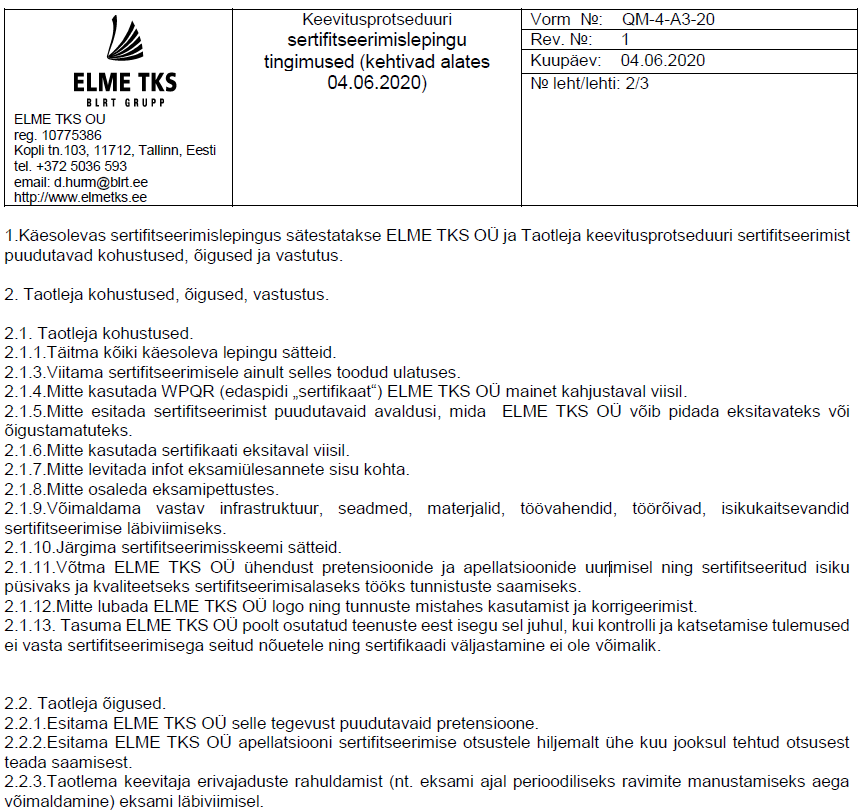 ELME TKS
BLRT GRUPP
ELME TKS OU
reg. 10775386
Kopli tn.103, 11712, Tallinn, Eesti
tel. +372 5036 593
email: d.hurm@blrt.ee
http://www.elmetks.ee
Keevitusprotseduuri
sertifitseerimislepingu
tingimused (kehtivad alates
04.06.2020)
Vorm №: QM-4-A3-20
Rev. №: 1
Kuupäev: 04.06.2020
№ leht/lehti: 2/3
1.Käesolevas sertifitseerimislepingus sätestatakse ELME TKS OÜ ja Taotleja keevitusprotseduuri sertifitseerimist
puudutavad kohustused, õigused ja vastutus.
2. Taotleja kohustused, õigused, vastustus.
2.1. Taotleja kohustused.
2.1.1.Täitma kõiki käesoleva lepingu sätteid.
2.1.3.Viitama sertifitseerimisele ainult selles toodud ulatuses.
2.1.4.Mitte kasutada WPQR (edaspidi „sertifikaat“) ELME TKS OÜ mainet kahjustaval viisil.
2.1.5.Mitte esitada sertifitseerimist puudutavaid avaldusi, mida ELME TKS OÜ võib pidada eksitavateks või
õigustamatuteks.
2.1.6.Mitte kasutada sertifikaati eksitaval viisil.
2.1.7.Mitte levitada infot eksamiülesannete sisu kohta.
2.1.8.Mitte osaleda eksamipettustes.
2.1.9.Võimaldama vastav infrastruktuur, seadmed, materjalid, töövahendid, töörõivad, isikukaitsevandid
sertifitseerimise läbiviimiseks.
2.1.10.Järgima sertifitseerimisskeemi sätteid.
2.1.11.Võtma ELME TKS OÜ ühendust pretensioonide ja apellatsioonide uurimisel ning sertifitseeritud isiku
püsivaks ja kvaliteetseks sertifitseerimisalaseks tööks tunnistuste saamiseks.
2.1.12.Mitte lubada ELME TKS OÜ logo ning tunnuste mistahes kasutamist ja korrigeerimist.
2.1.13. Tasuma ELME TKS OÜ poolt osutatud teenuste eest isegu sel juhul, kui kontrolli ja katsetamise tulemused
ei vasta sertifitseerimisega seitud nõuetele ning sertifikaadi väljastamine ei ole võimalik.
2.2. Taotleja õigused.
2.2.1.Esitama ELME TKS OÜ selle tegevust puudutavaid pretensioone.
2.2.2.Esitama ELME TKS OÜ apellatsiooni sertifitseerimise otsustele hiljemalt ühe kuu jooksul tehtud otsusest
teada saamisest.
2.2.3.Taotlema keevitaja erivajaduste rahuldamist (nt. eksami ajal perioodiliseks ravimite manustamiseks aega
võimaldamine) eksami läbiviimisel.